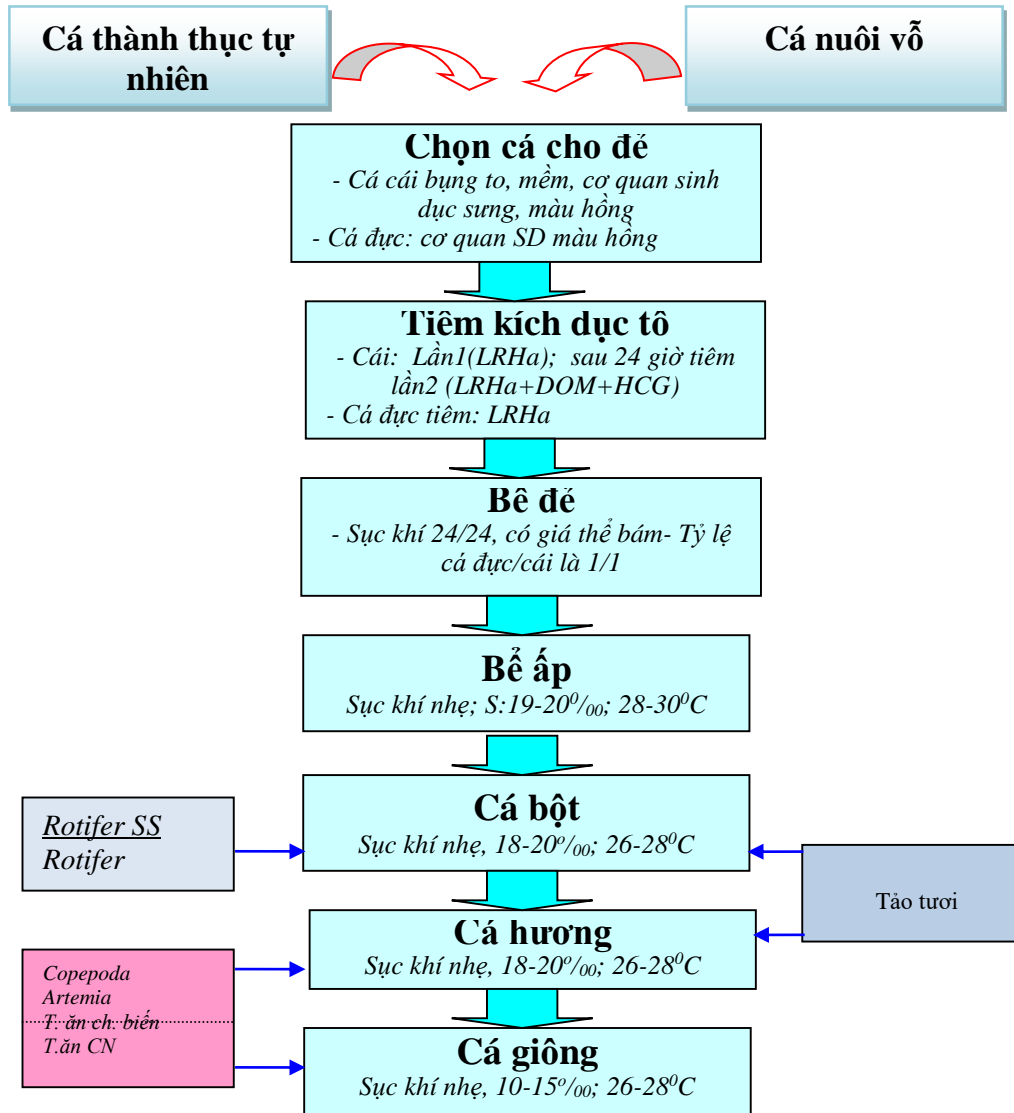 Cá thành thục tự
nhiên
Cá nuôi vỗ
Chọn cá cho đẻ
- Cá cái bụng to, mềm, cơ quan sinh
dục sưng, màu hồng
- Cá đực: cơ quan SD màu hồng
Tiêm kích dục tô
- Cái: Lần1(LRHa); sau 24 giờ tiêm
lần2 (LRHa+DOM+HCG)
- Cá đực tiêm: LRHa
Bê đẻ
- Sục khí 24/24, có giá thể bám- Tỷ lệ
cá đực/cái là 1/1
Bể ấp
Sục khí nhẹ; S:19-20⁰/₀₀; 28-30⁰C
Cá bột
Sục khí nhẹ, 18-20º/₀₀; 26-28⁰C
Rotifer SS
Rotifer
Tảo tươi
Cá hương
Sục khí nhẹ, 18-20º/₀₀; 26-28⁰C
Copepoda
Artemia
T. ăn ch. biến
T.ăn CN
Cá giông
Sục khí nhẹ, 10-15º/₀₀; 26-28⁰C